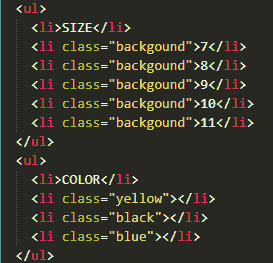 <ul>
<li>SIZE</li>
<li class="backgound">7</li>
<li class="backgound">8</li>
<li class="backgound">9</li>
<li class="backgound">10</li>
<li class="backgound">11</li>
</ul>
<ul>
<li>COLOR</li>
<li class="yellow"></li>
<li class="black"></li>
<li class="blue"></li>
</ul>